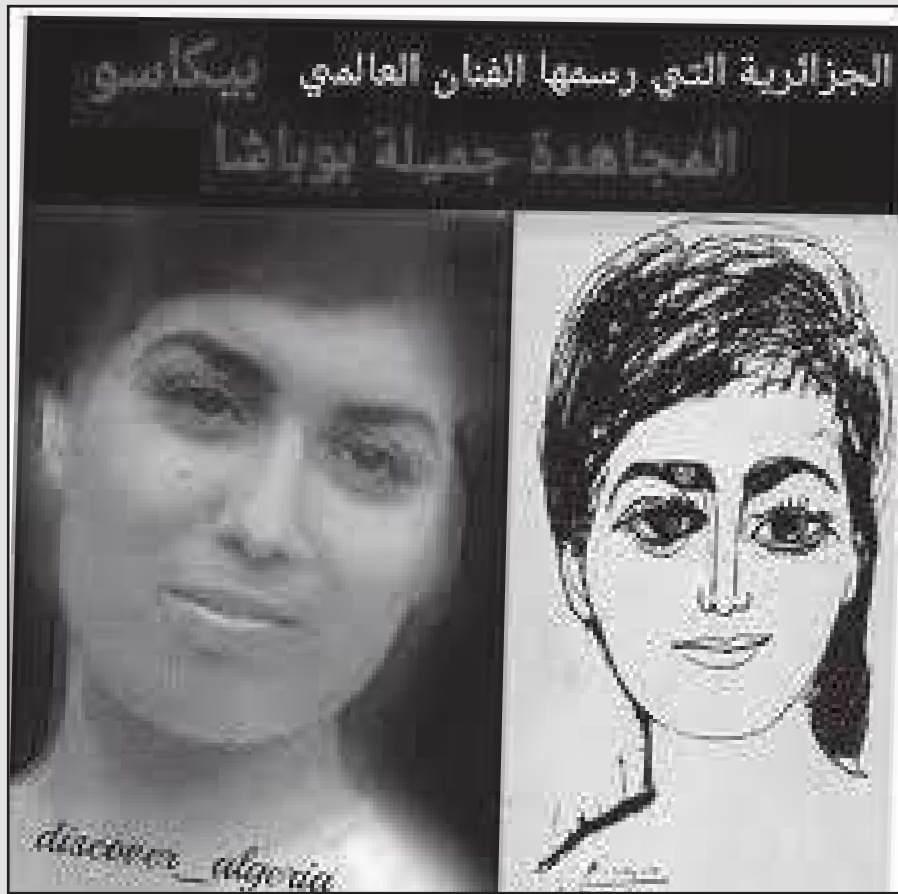 الجزائرية التي رسمها الفنان العالمي بيكاسو
المجاهدة جميلة بوباشا
discover_algeria